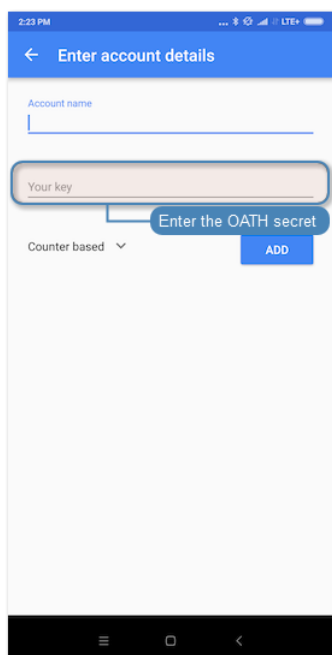 2:23 PM ... LTE+
Enter account details
Account name
Your key
Enter the OATH secret
Counter based
ADD